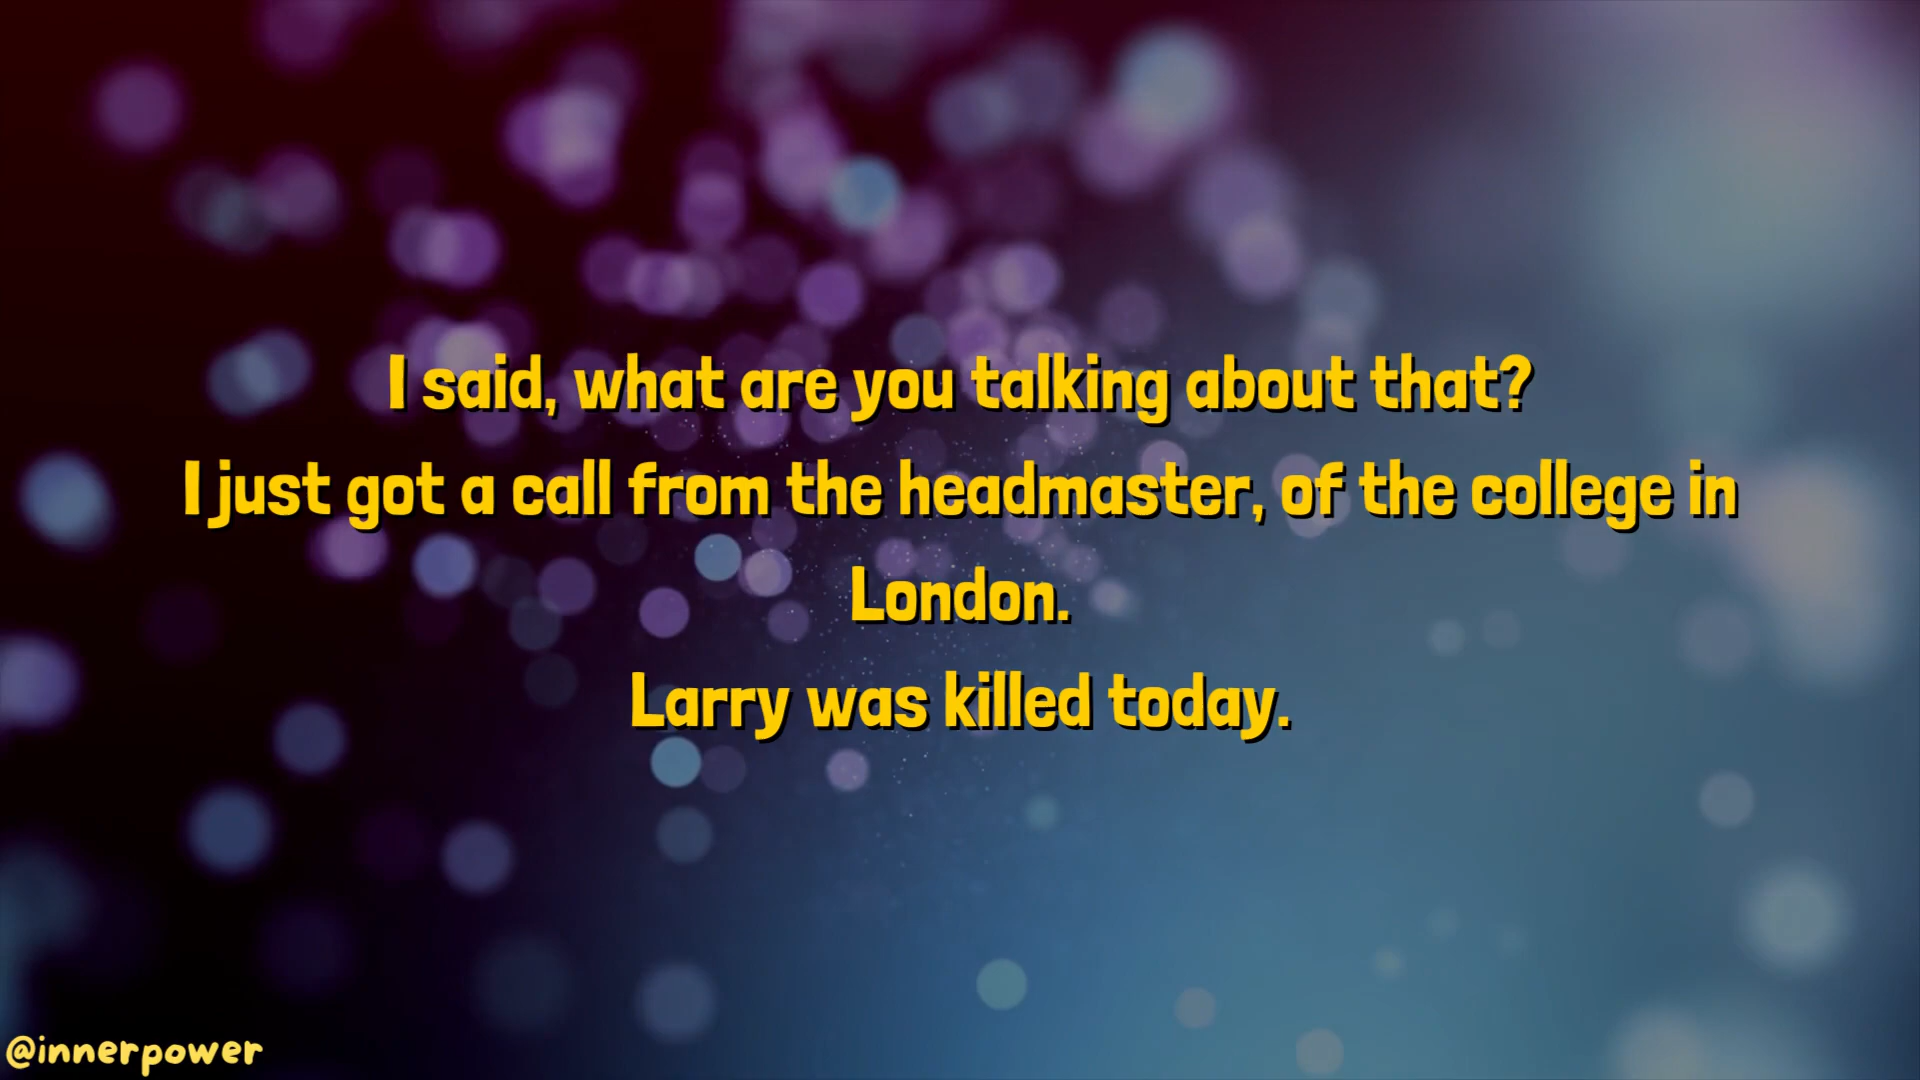 I said, what are you talking about that?
I just got a call from the headmaster, of the college in
London.
Larry was killed today.
@innerpower